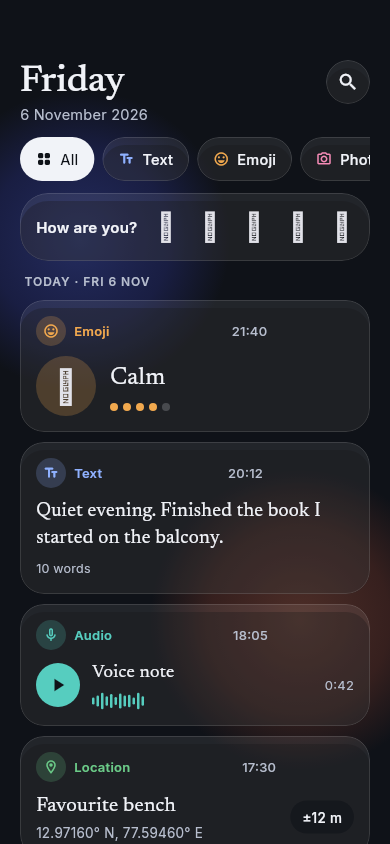 Friday
6 November 2026
All
Text
Emoji
Phot
How are you?
NO GLYPH NO GLYPH NO GLYPH NO GLYPH NO GLYPH
TODAY · FRI 6 NOV
Emoji 21:40
NO GLYPH
Calm
Text 20:12
Quiet evening. Finished the book I
started on the balcony.
10 words
Audio 18:05
Voice note
0:42
Location 17:30
Favourite bench
±12 m
12.97160° N, 77.59460° E